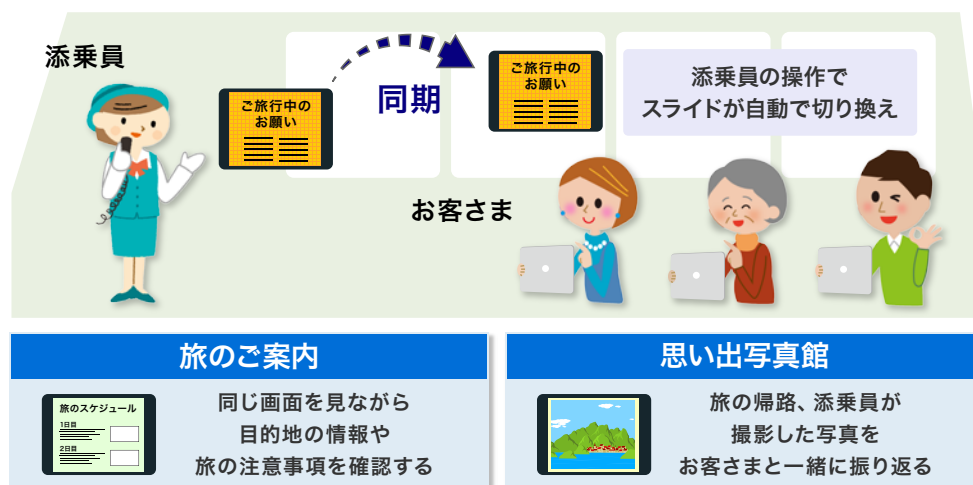 添乗員
ご旅行中の
お願い
同期
ご旅行中の
お願い
添乗員の操作で
スライドが自動で切り換え
お客さま
旅のご案内
旅のスケジュール
1日目
2日目
同じ画面を見ながら
目的地の情報や
旅の注意事項を確認する
思い出写真館
旅の帰路、添乗員が
撮影した写真を
お客さまと一緒に振り返る